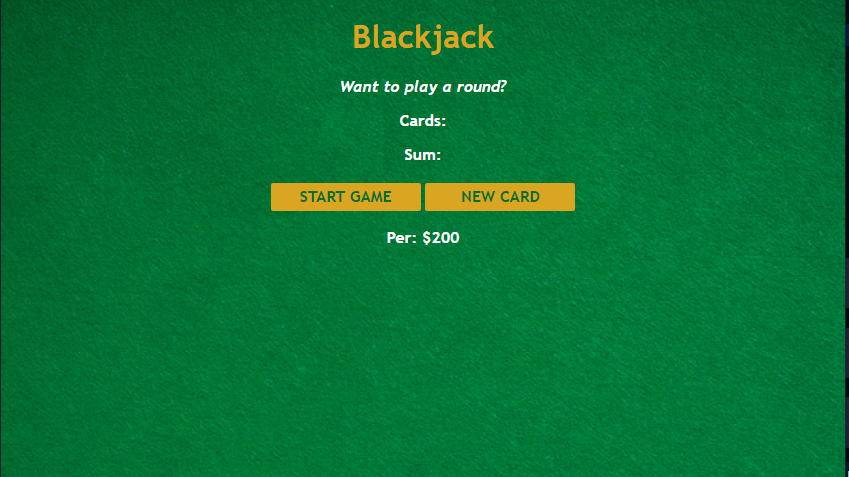 Blackjack
Want to play a round?
Cards:
Sum:
START GAME NEW CARD
Per: $200